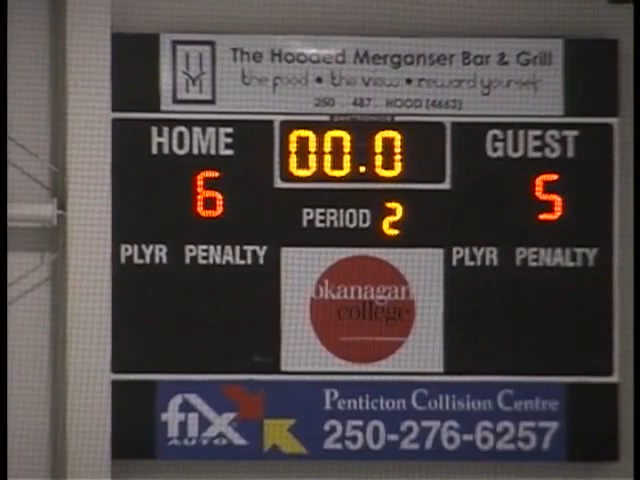 The Hooded Merganser Bar & Grill
the food • the view • reward yourself
250 487 HOOD (4663)
HOME 00.0 GUEST
6 PERIOD 2 5
PLYR PENALTY PLYR PENALTY
okanagan
college
fix
AUTO
Penticton Collision Centre
250-276-6257